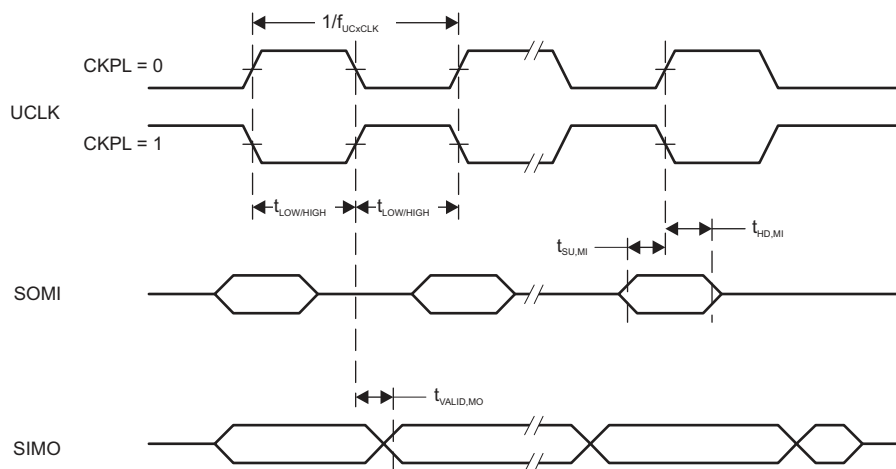 1/fUCxCLK
CKPL = 0
UCLK
CKPL = 1
tLOW/HIGH tLOW/HIGH
tSU,MI
tHD,MI
SOMI
tVALID,MO
SIMO